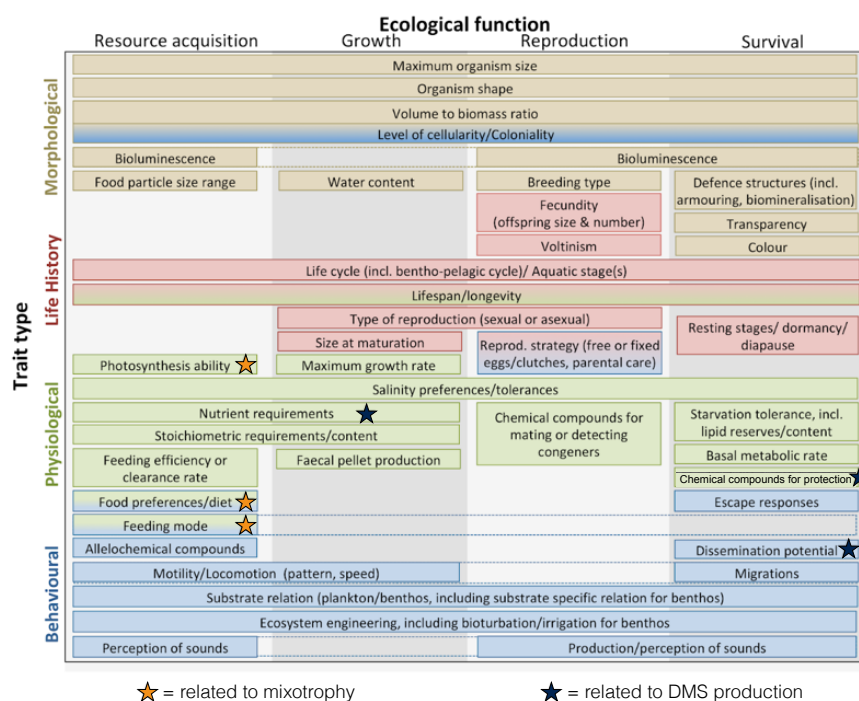 Ecological function
Resource acquisition Growth Reproduction Survival
Trait type
Morphological
Maximum organism size
Organism shape
Volume to biomass ratio
Level of cellularity/Coloniality
Bioluminescence Bioluminescence
Food particle size range Water content Breeding type Defence structures (incl.
armouring, biomineralisation)
Fecundity
(offspring size & number)
Transparency
Voltinism Colour
Life History
Life cycle (incl. bentho-pelagic cycle)/ Aquatic stage(s)
Lifespan/longevity
Type of reproduction (sexual or asexual)
Resting stages/ dormancy/
diapause
Size at maturation Reprod. strategy (free or fixed
eggs/clutches, parental care)
Physiological
Photosynthesis ability Maximum growth rate
Salinity preferences/tolerances
Nutrient requirements
Chemical compounds for
mating or detecting
congeners
Starvation tolerance, incl.
lipid reserves/content
Stoichiometric requirements/content
Feeding efficiency or
clearance rate
Faecal pellet production
Basal metabolic rate
Chemical compounds for protection
Food preferences/diet Escape responses
Feeding mode
Behavioural
Allelochemical compounds Dissemination potential
Motility/Locomotion (pattern, speed) Migrations
Substrate relation (plankton/benthos, including substrate specific relation for benthos)
Ecosystem engineering, including bioturbation/irrigation for benthos
Perception of sounds Production/perception of sounds
= related to mixotrophy = related to DMS production